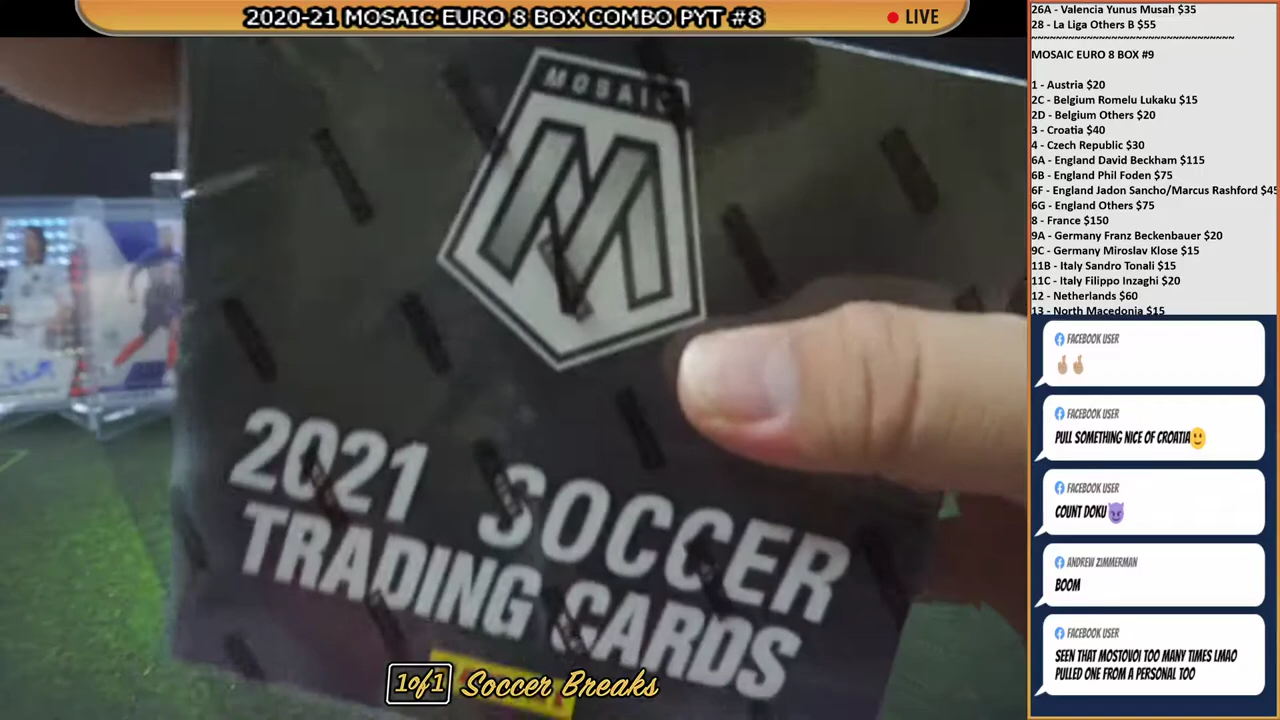 2020-21 MOSAIC EURO 8 BOX COMBO PYT #8
LIVE
MOSAIC
M
2021 SOCCER
TRADING CARDS
1of1 Soccer Breaks
26A - Valencia Yunus Musah $35
28 - La Liga Others B $55
~~~~~~~~~~~~~~~~~~~~~~~~~~~~~~~~
MOSAIC EURO 8 BOX #9
1 - Austria $20
2C - Belgium Romelu Lukaku $15
2D - Belgium Others $20
3 - Croatia $40
4 - Czech Republic $30
6A - England David Beckham $115
6B - England Phil Foden $75
6F - England Jadon Sancho/Marcus Rashford $45
6G - England Others $75
8 - France $150
9A - Germany Franz Beckenbauer $20
9C - Germany Miroslav Klose $15
11B - Italy Sandro Tonali $15
11C - Italy Filippo Inzaghi $20
12 - Netherlands $60
13 - North Macedonia $15
FACEBOOK USER
🤞🏼🤞🏼
FACEBOOK USER
PULL SOMETHING NICE OF CROATIA🙂
FACEBOOK USER
COUNT DOKU😈
ANDREW ZIMMERMAN
BOOM
FACEBOOK USER
SEEN THAT MOSTOVOI TOO MANY TIMES LMAO
PULLED ONE FROM A PERSONAL TOO